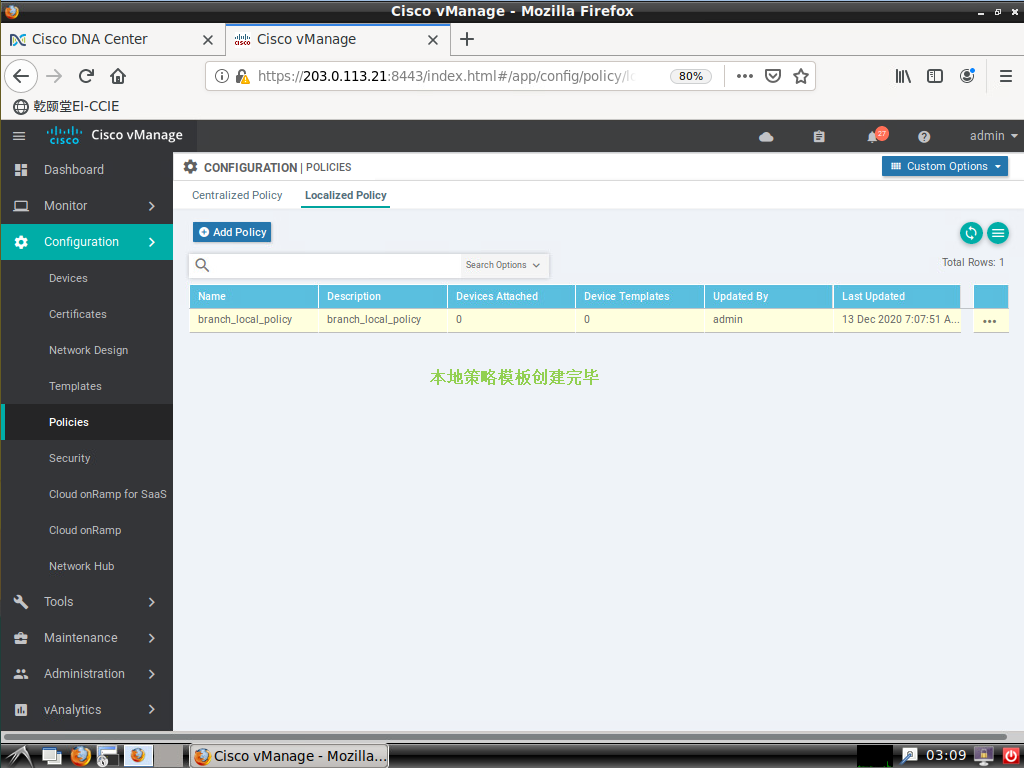 Cisco vManage - Mozilla Firefox
Cisco DNA Center
Cisco vManage
https://203.0.113.21:8443/index.html#/app/config/policy/
80%
乾颐堂EI-CCIE
cisco
Cisco vManage
27
admin
Dashboard
Monitor
Configuration
Devices
Certificates
Network Design
Templates
Policies
Security
Cloud onRamp for SaaS
Cloud onRamp
Network Hub
Tools
Maintenance
Administration
vAnalytics
CONFIGURATION | POLICIES
Custom Options
Centralized Policy
Localized Policy
Add Policy
Search Options
Total Rows: 1
Name Description Devices Attached Device Templates Updated By Last Updated
branch_local_policy branch_local_policy 0 0 admin 13 Dec 2020 7:07:51 A...
本地策略模板创建完毕
Cisco vManage - Mozilla...
03:09